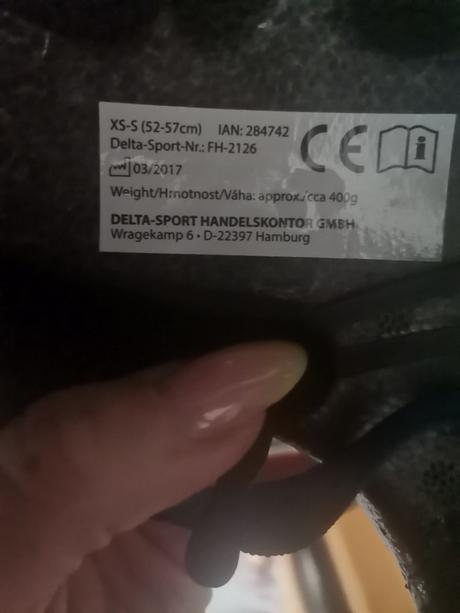 XS-S (52-57cm) IAN: 284742
Delta-Sport-Nr.: FH-2126
03/2017
Weight/Hmotnost/Váha: approx./cca 400g
DELTA-SPORT HANDELSKONTOR GMBH
Wragekamp 6 • D-22397 Hamburg
CE
i